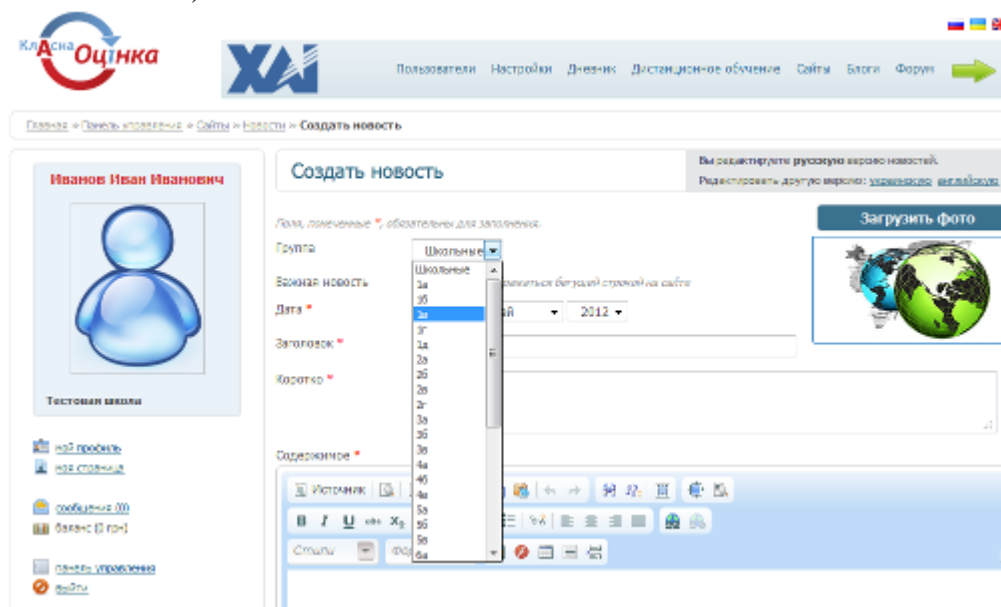 КлАсна Оцінка
ХАІ
Пользователи Настройки Дневник Дистанционное обучение Сайты Блоги Форум
Главная » Панель управления » Сайты » Новости » Создать новость
Иванов Иван Иванович
Тестовая школа
мой профиль
моя страница
сообщения (0)
баланс (0 грн)
панель управления
выйти
Создать новость
Вы редактируете русскую версию новостей.
Редактировать другую версию: украинскую английскую
Поля, помеченные *, обязательны для заполнения.
Загрузить фото
Группа
Школьные
Школьные
1а
1б
1в
1г
1д
2а
2б
2в
2г
3а
3б
3в
4а
4б
4в
5а
5б
5в
6а
Важная новость
бегущей строкой на сайте
Дата *
2012
Заголовок *
Коротко *
Содержимое *
Источник
Стили